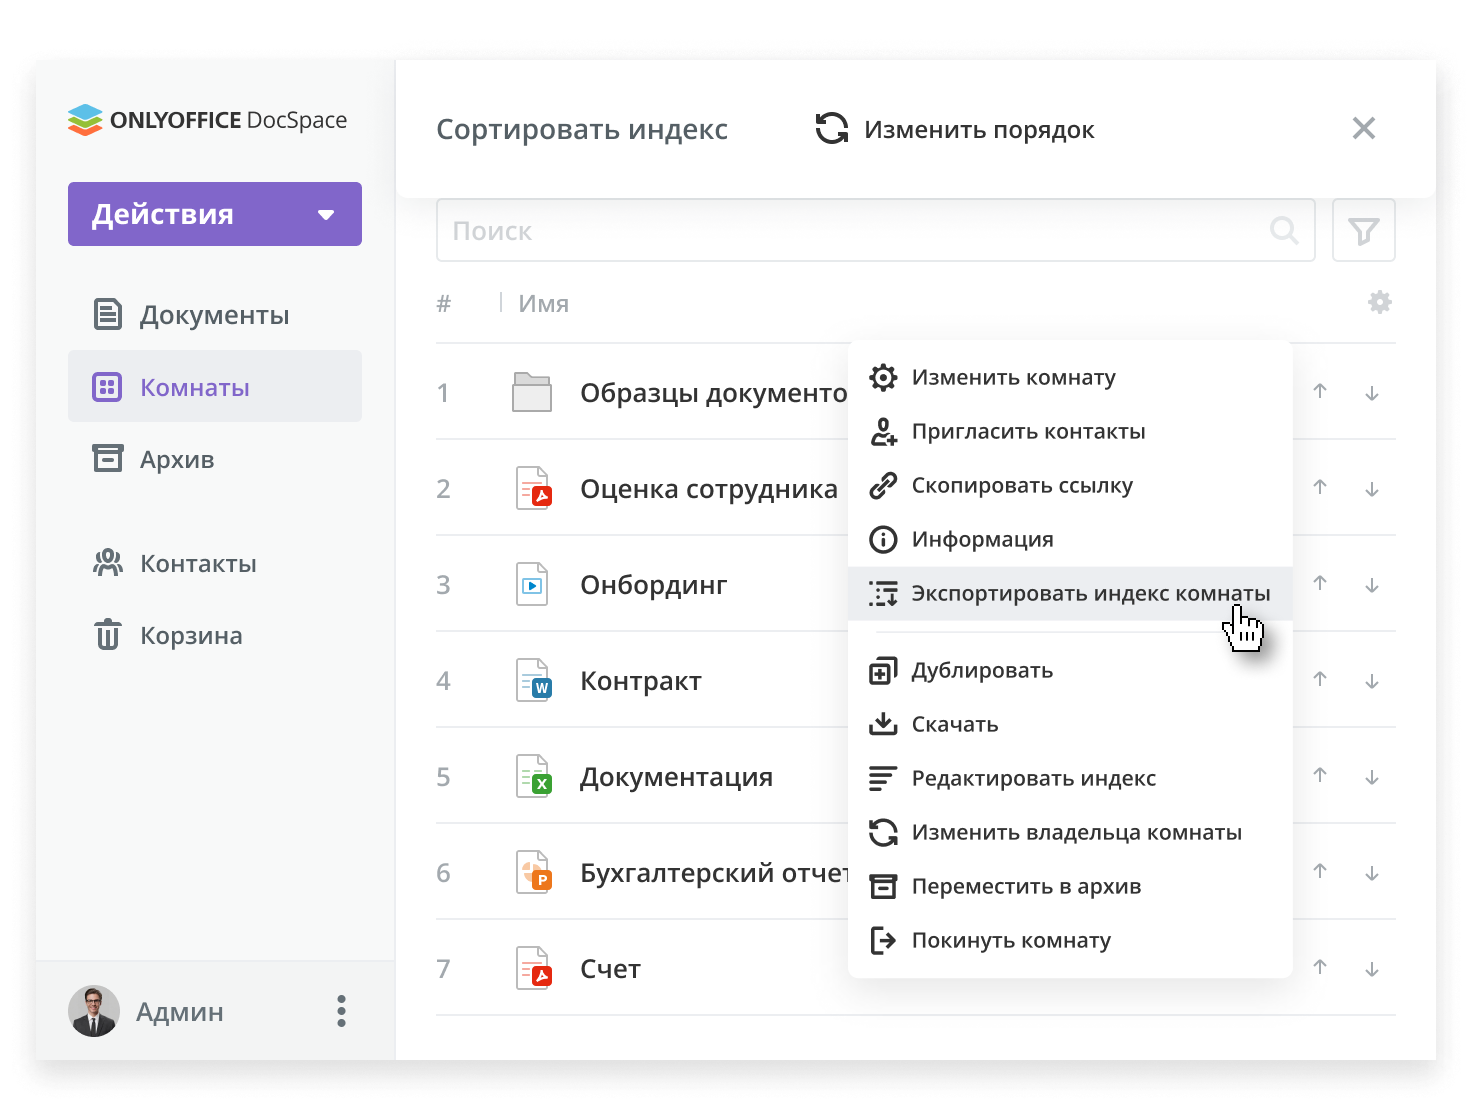 ONLYOFFICE DocSpace
Действия
Документы
Комнаты
Архив
Контакты
Корзина
Админ
Сортировать индекс
Изменить порядок
Поиск
# Имя
1 Образцы документо
2 Оценка сотрудника
3 Онбординг
4 Контракт
5 Документация
6 Бухгалтерский отчет
7 Счет
Изменить комнату
Пригласить контакты
Скопировать ссылку
Информация
Экспортировать индекс комнаты
Дублировать
Скачать
Редактировать индекс
Изменить владельца комнаты
Переместить в архив
Покинуть комнату